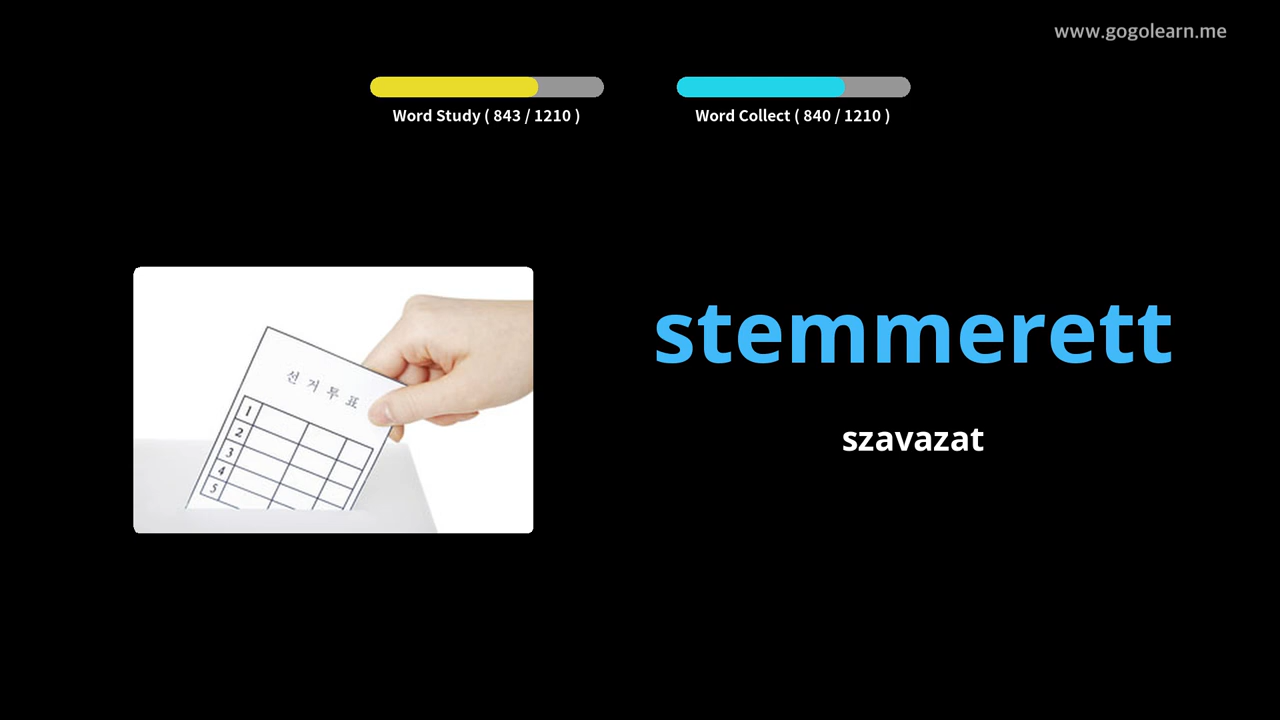 www.gogolearn.me
Word Study ( 843 / 1210 )
Word Collect ( 840 / 1210 )
선거투표
1
2
3
4
5
stemmerett
szavazat